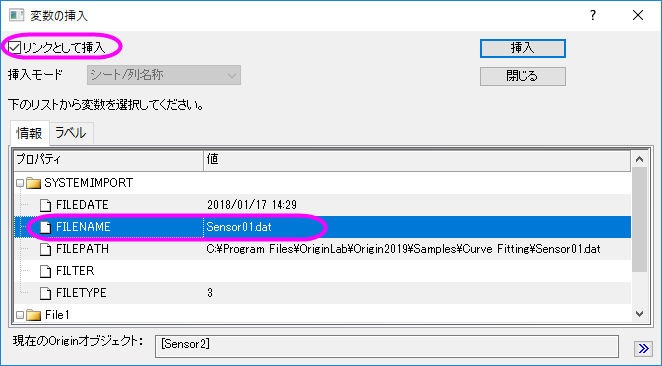 変数の挿入
? ×
リンクとして挿入
挿入
挿入モード シート/列名称
閉じる
下のリストから変数を選択してください。
情報 ラベル
プロパティ 値
SYSTEM.IMPORT
FILEDATE 2018/01/17 14:29
FILENAME Sensor01.dat
FILEPATH C:¥Program Files¥OriginLab¥Origin2019¥Samples¥Curve Fitting¥Sensor01.dat
FILTER
FILETYPE 3
File1
現在のOriginオブジェクト: [Sensor2]